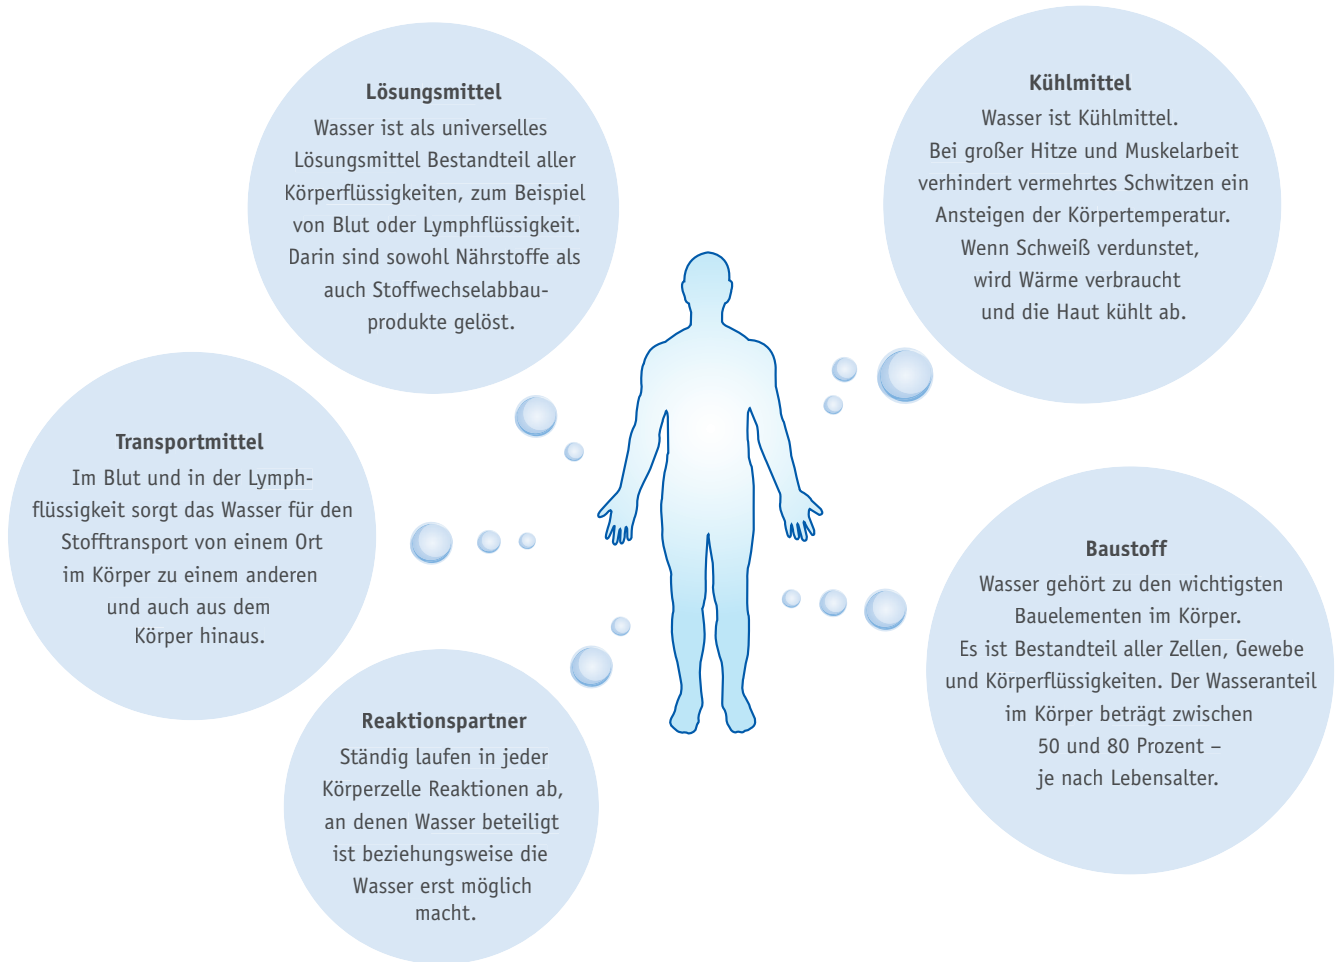 Lösungsmittel
Wasser ist als universelles
Lösungsmittel Bestandteil aller
Körperflüssigkeiten, zum Beispiel
von Blut oder Lymphflüssigkeit.
Darin sind sowohl Nährstoffe als
auch Stoffwechselabbau-
produkte gelöst.
Kühlmittel
Wasser ist Kühlmittel.
Bei großer Hitze und Muskelarbeit
verhindert vermehrtes Schwitzen ein
Ansteigen der Körpertemperatur.
Wenn Schweiß verdunstet,
wird Wärme verbraucht
und die Haut kühlt ab.
Transportmittel
Im Blut und in der Lymph-
flüssigkeit sorgt das Wasser für den
Stofftransport von einem Ort
im Körper zu einem anderen
und auch aus dem
Körper hinaus.
Baustoff
Wasser gehört zu den wichtigsten
Bauelementen im Körper.
Es ist Bestandteil aller Zellen, Gewebe
und Körperflüssigkeiten. Der Wasseranteil
im Körper beträgt zwischen
50 und 80 Prozent –
je nach Lebensalter.
Reaktionspartner
Ständig laufen in jeder
Körperzelle Reaktionen ab,
an denen Wasser beteiligt
ist beziehungsweise die
Wasser erst möglich
macht.